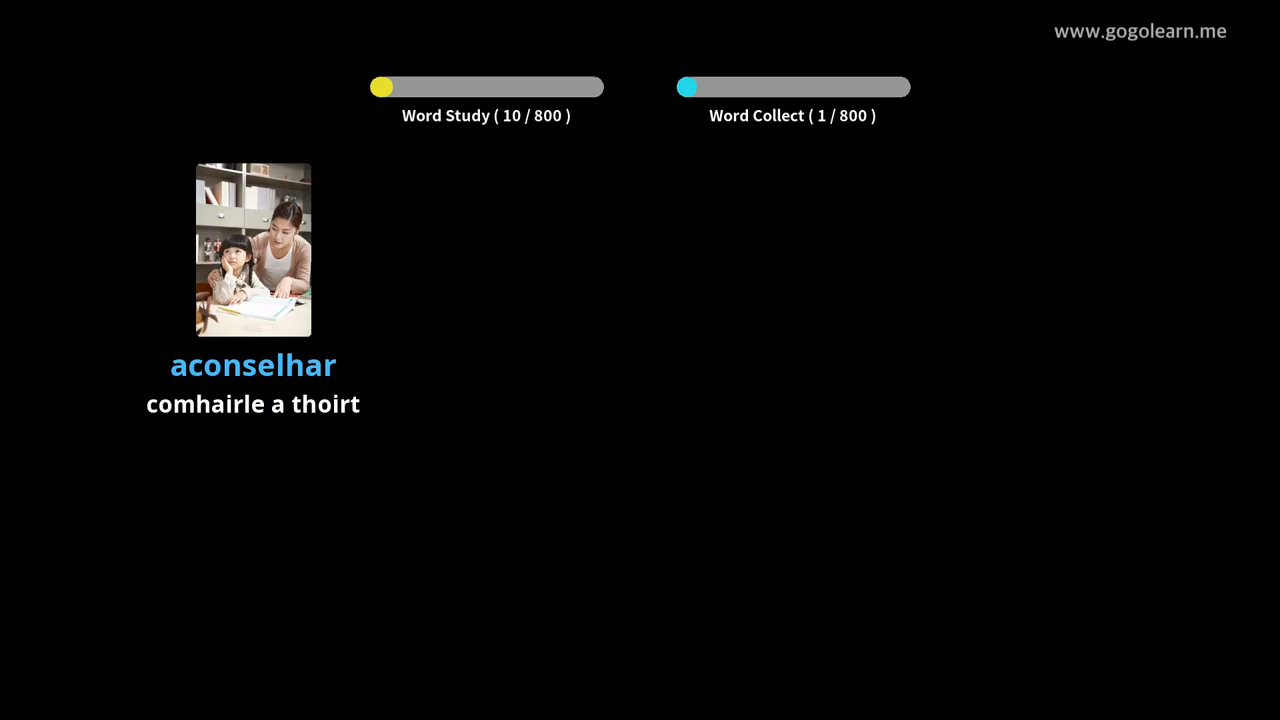 www.gogolearn.me
Word Study ( 10 / 800 )
Word Collect ( 1 / 800 )
aconselhar
comhairle a thoirt